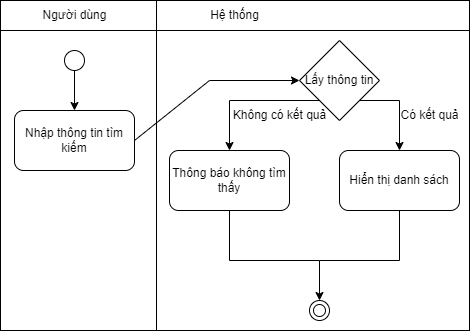 Người dùng
Hệ thống
Lấy thông tin
Không có kết quả
Có kết quả
Nhập thông tin tìm
kiếm
Thông báo không tìm
thấy
Hiển thị danh sách